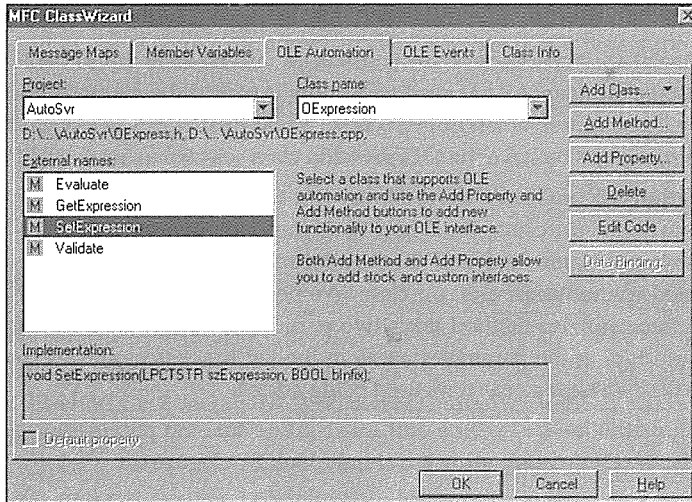 MFC ClassWizard
Message Maps Member Variables OLE Automation OLE Events Class Info
Project: Class name:
AutoSvr OExpression
Add Class...
D:\...\AutoSvr\OExpress.h, D:\...\AutoSvr\OExpress.cpp,
Add Method...
External names:
Add Property...
M Evaluate
M GetExpression
M SetExpression
M Validate
Select a class that supports OLE
automation and use the Add Property and
Add Method buttons to add new
functionality to your OLE interface.
Both Add Method and Add Property allow
you to add stock and custom interfaces.
Delete
Edit Code
Data Binding...
Implementation:
void SetExpression(LPCTSTR szExpression, BOOL bInfix);
Default property
OK Cancel Help